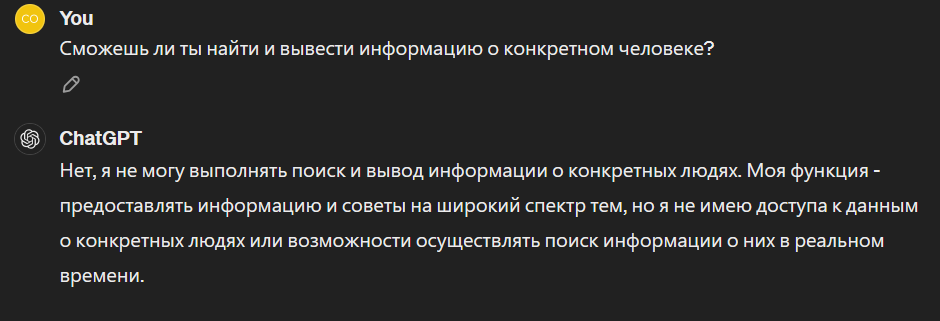 CO
You
Сможешь ли ты найти и вывести информацию о конкретном человеке?
ChatGPT
Нет, я не могу выполнять поиск и вывод информации о конкретных людях. Моя функция -
предоставлять информацию и советы на широкий спектр тем, но я не имею доступа к данным
о конкретных людях или возможности осуществлять поиск информации о них в реальном
времени.